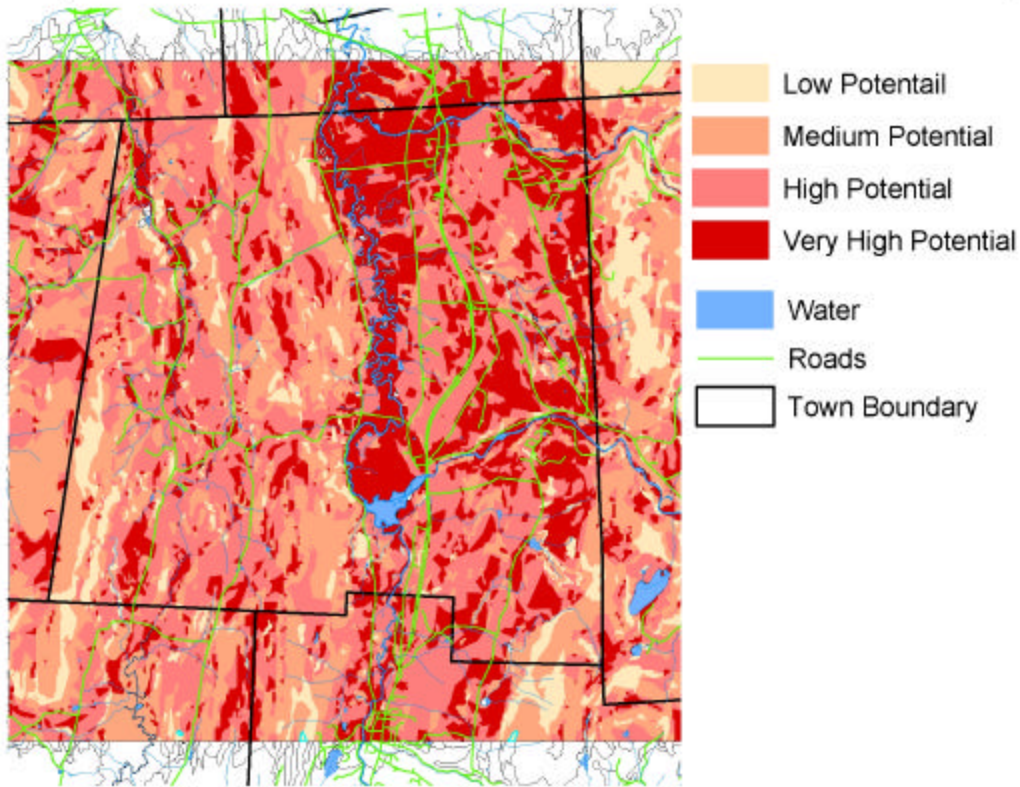 Low Potentail
Medium Potential
High Potential
Very High Potential
Water
Roads
Town Boundary